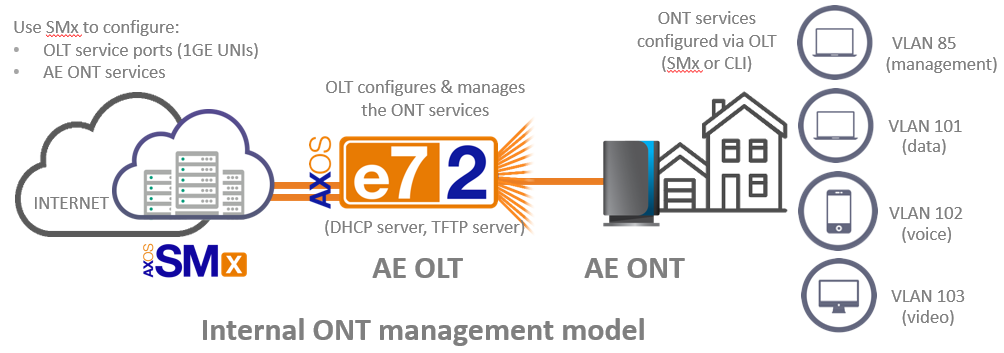 Use SMx to configure:
• OLT service ports (1GE UNIs)
• AE ONT services
INTERNET
AXOS
SMx
OLT configures & manages
the ONT services
AXOS
e7 2
(DHCP server, TFTP server)
AE OLT
ONT services
configured via OLT
(SMx or CLI)
AE ONT
VLAN 85
(management)
VLAN 101
(data)
VLAN 102
(voice)
VLAN 103
(video)
Internal ONT management model